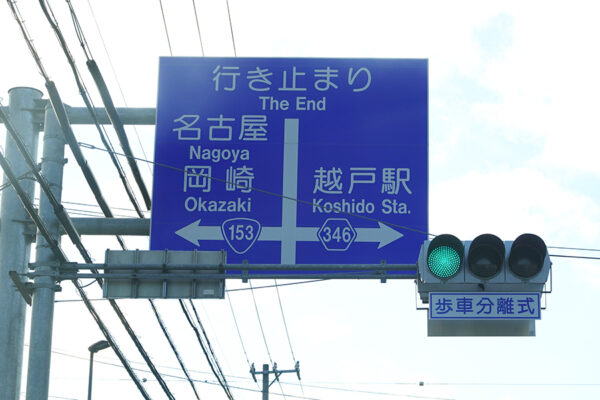 行き止まり
The End
名古屋
Nagoya
岡崎
Okazaki
越戸駅
Koshido Sta.
153
346
歩車分離式